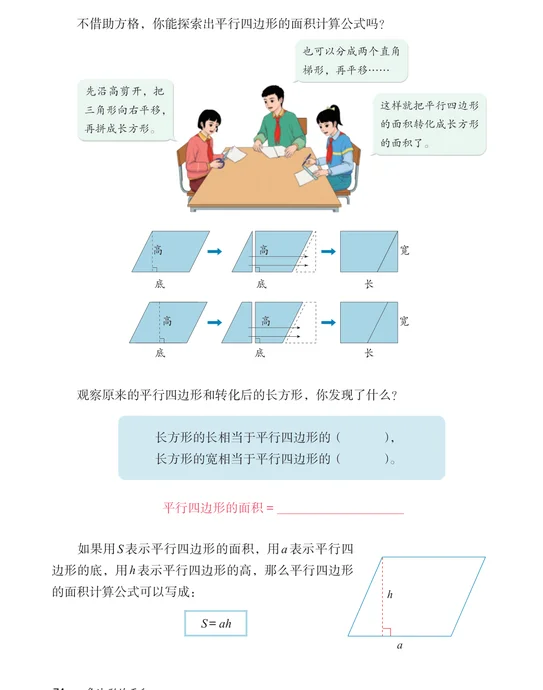 不借助方格，你能探索出平行四边形的面积计算公式吗？
也可以分成两个直角
梯形，再平移……
先沿高剪开，把
三角形向右平移，
再拼成长方形。
这样就把平行四边形
的面积转化成长方形
的面积了。
高 高 宽
底 底 长
高 高 宽
底 底 长
观察原来的平行四边形和转化后的长方形，你发现了什么？
长方形的长相当于平行四边形的（　　），
长方形的宽相当于平行四边形的（　　）。
平行四边形的面积 = ____________________
如果用S表示平行四边形的面积，用a表示平行四
边形的底，用h表示平行四边形的高，那么平行四边形
的面积计算公式可以写成：
S= ah
h
a